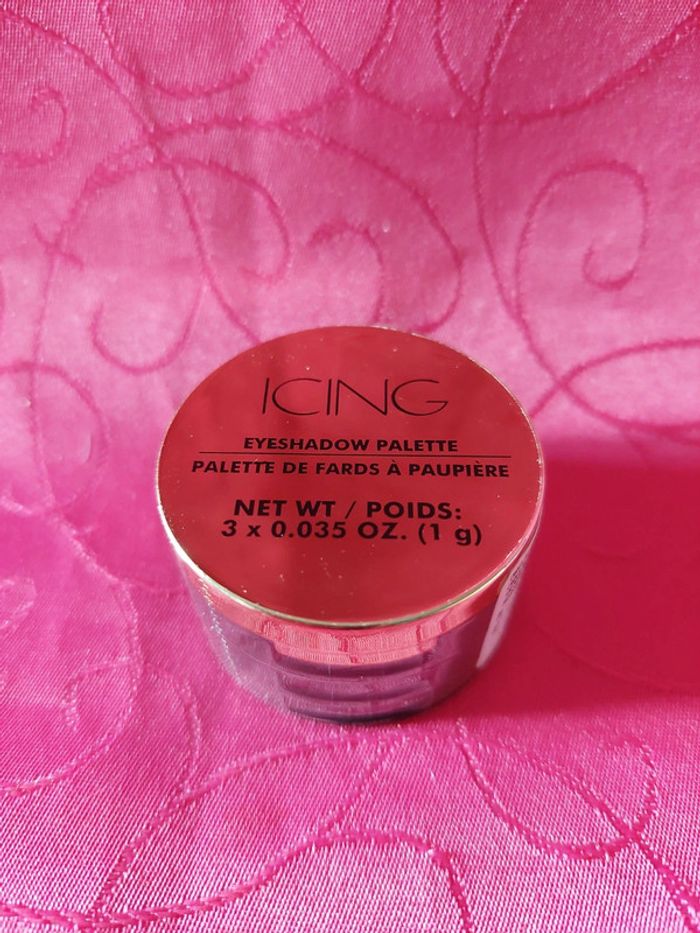 ICING
EYESHADOW PALETTE
PALETTE DE FARDS À PAUPIÈRE
NET WT / POIDS:
3 x 0.035 OZ. (1 g)